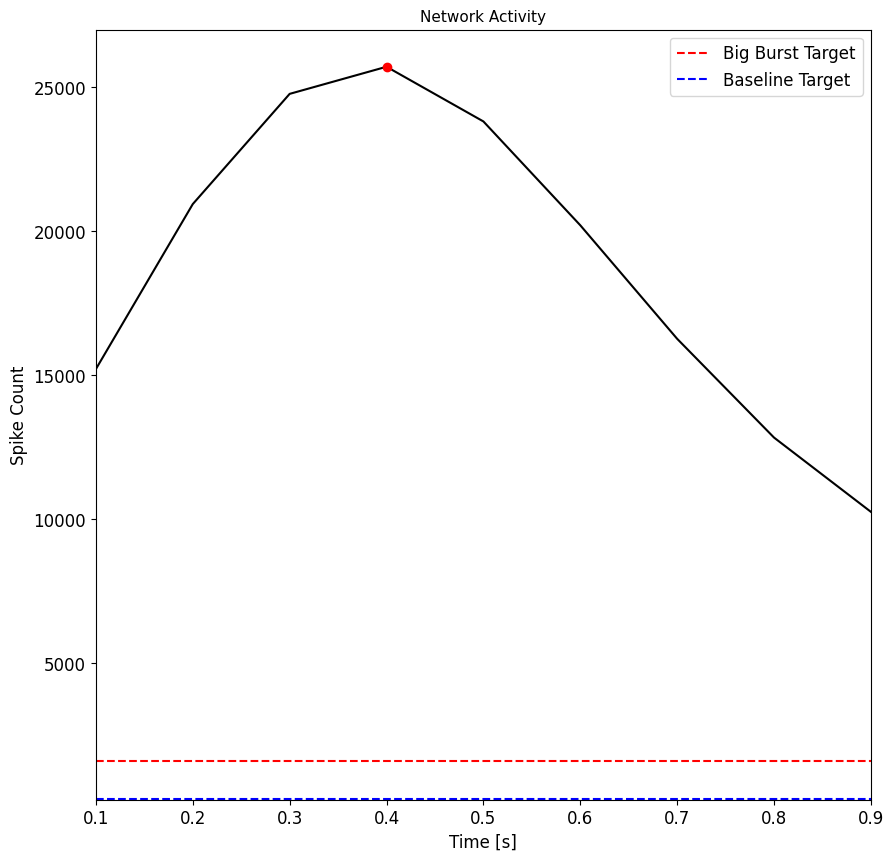 Network Activity
Big Burst Target
Baseline Target
25000
20000
15000
10000
5000
Spike Count
0.1 0.2 0.3 0.4 0.5 0.6 0.7 0.8 0.9
Time [s]